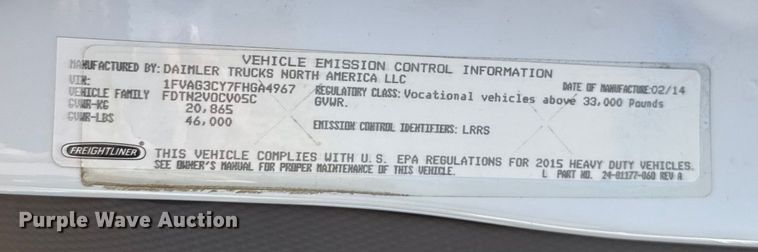 VEHICLE EMISSION CONTROL INFORMATION
MANUFACTURED BY: DAIMLER TRUCKS NORTH AMERICA LLC
DATE OF MANUFACTURE:02/14
VIN: 1FVAG3CY7FHGA4967
REGULATORY CLASS: Vocational vehicles above 33,000 Pounds GVWR.
VEHICLE FAMILY FDTN2VOCV05C
GVWR-KG 20,865
GVWR-LBS 46,000
EMISSION CONTROL IDENTIFIERS: LRRS
FREIGHTLINER
THIS VEHICLE COMPLIES WITH U.S. EPA REGULATIONS FOR 2015 HEAVY DUTY VEHICLES.
SEE OWNER'S MANUAL FOR PROPER MAINTENANCE OF THIS VEHICLE.
L PART NO. 24-01177-060 REV A
Purple Wave Auction